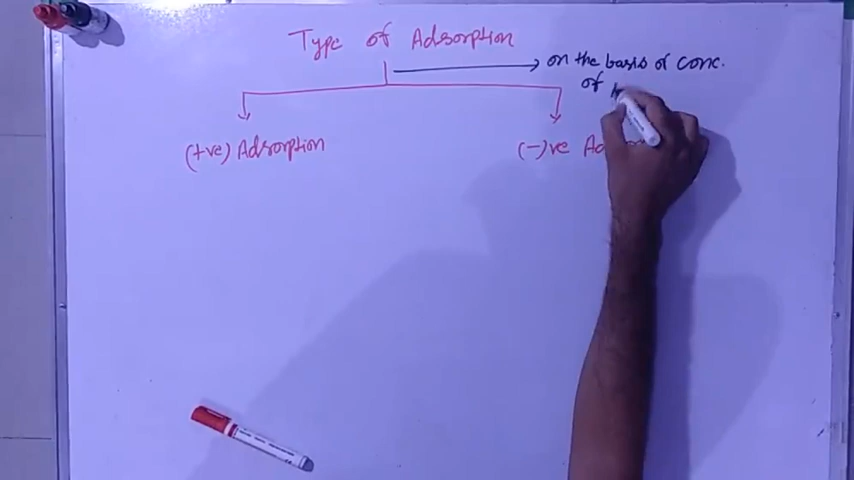 Type of Adsorption
on the basis of conc.
of
(+ve) Adsorption
(-)ve